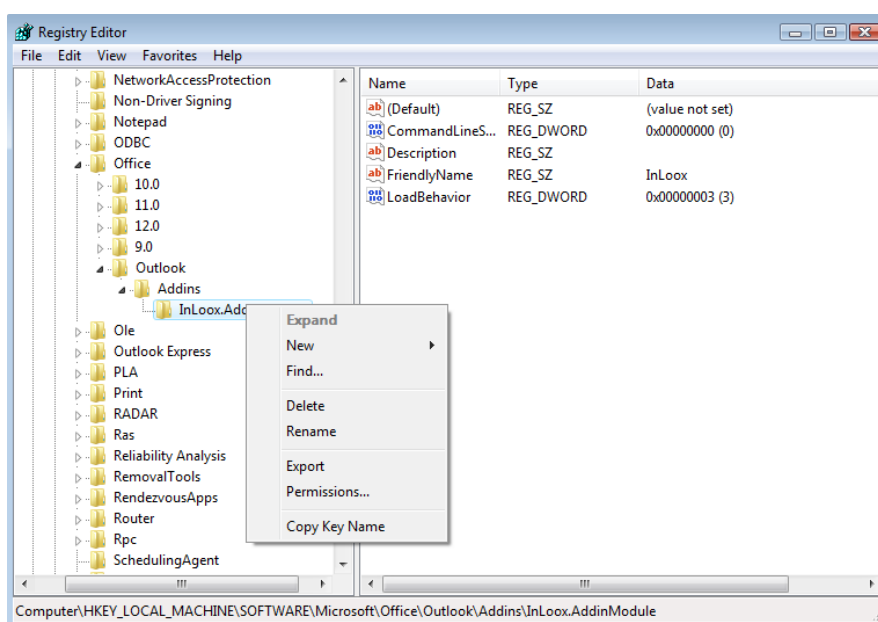 Registry Editor
File Edit View Favorites Help
NetworkAccessProtection
Non-Driver Signing
Notepad
ODBC
Office
10.0
11.0
12.0
9.0
Outlook
Addins
InLoox.Add
Ole
Outlook Express
PLA
Print
RADAR
Ras
Reliability Analysis
RemovalTools
RendezvousApps
Router
Rpc
SchedulingAgent
Name Type Data
(Default) REG_SZ (value not set)
CommandLineS... REG_DWORD 0x00000000 (0)
Description REG_SZ
FriendlyName REG_SZ InLoox
LoadBehavior REG_DWORD 0x00000003 (3)
Expand
New
Find...
Delete
Rename
Export
Permissions...
Copy Key Name
Computer\HKEY_LOCAL_MACHINE\SOFTWARE\Microsoft\Office\Outlook\Addins\InLoox.AddinModule